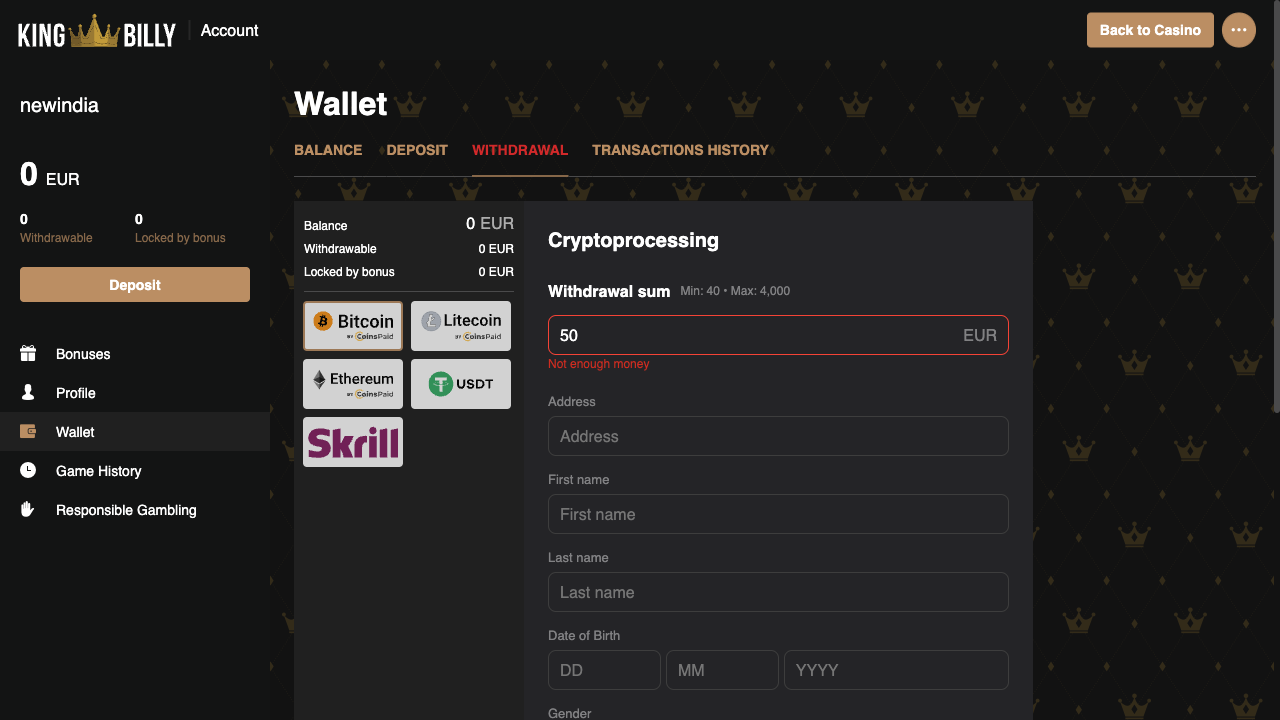 KING BILLY Account
Back to Casino
newindia
0 EUR
0 0
Withdrawable Locked by bonus
Deposit
Bonuses
Profile
Wallet
Game History
Responsible Gambling
Wallet
BALANCE DEPOSIT WITHDRAWAL TRANSACTIONS HISTORY
Balance 0 EUR
Withdrawable 0 EUR
Locked by bonus 0 EUR
Bitcoin
BY CoinsPaid
Litecoin
BY CoinsPaid
Ethereum
BY CoinsPaid
USDT
Skrill
Cryptoprocessing
Withdrawal sum Min: 40 • Max: 4,000
50 EUR
Not enough money
Address
Address
First name
First name
Last name
Last name
Date of Birth
DD MM YYYY
Gender